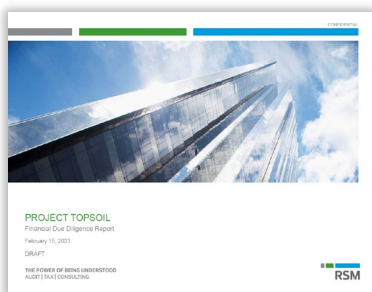 CONFIDENTIAL
PROJECT TOPSOIL
Financial Due Diligence Report
February 15, 2023
DRAFT
THE POWER OF BEING UNDERSTOOD
AUDIT | TAX | CONSULTING
RSM